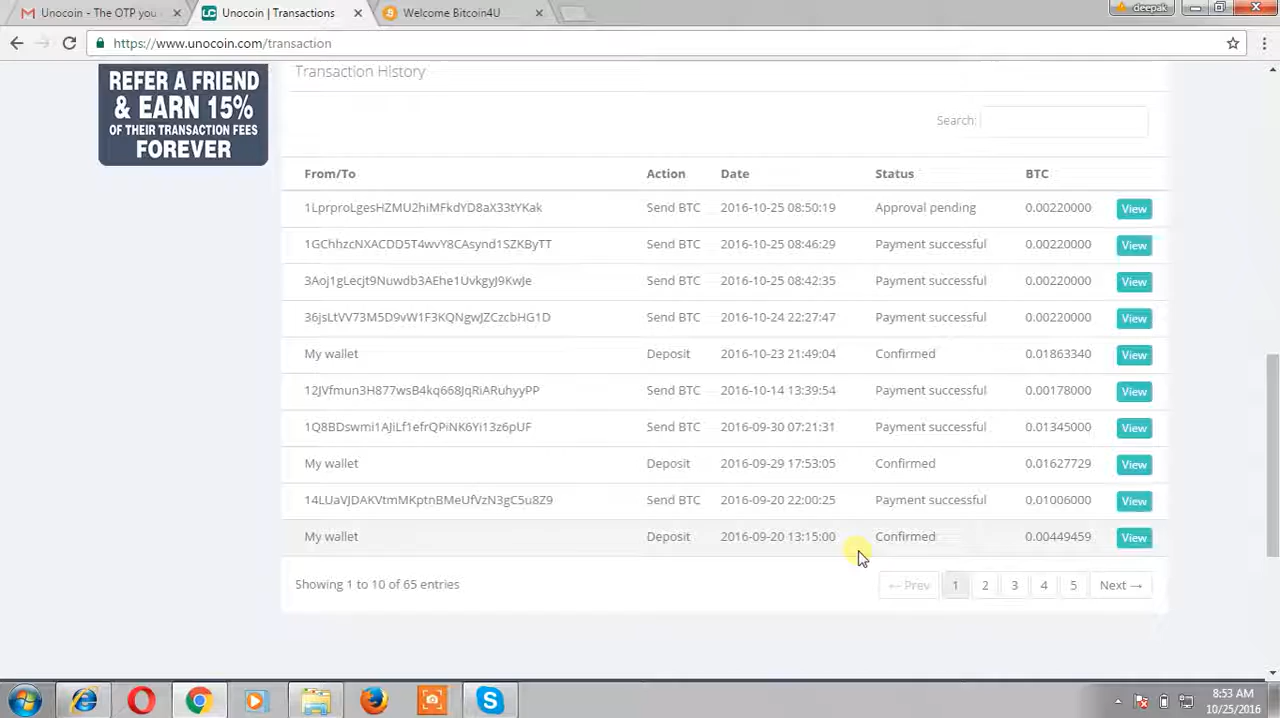 Unocoin - The OTP you
Unocoin | Transactions
Welcome Bitcoin4U
deepak
https://www.unocoin.com/transaction
REFER A FRIEND
& EARN 15%
OF THEIR TRANSACTION FEES
FOREVER
Transaction History
Search:
From/To Action Date Status BTC
1LprproLgesHZMU2hiMFkdYD8aX33tYKak Send BTC 2016-10-25 08:50:19 Approval pending 0.00220000 View
1GChhzcNXACDD5T4wvY8CAsynd1SZKByTT Send BTC 2016-10-25 08:46:29 Payment successful 0.00220000 View
3Aoj1gLecjt9Nuwdb3AEhe1UvkgyJ9KwJe Send BTC 2016-10-25 08:42:35 Payment successful 0.00220000 View
36jsLtVV73M5D9vW1F3KQNgwJZCzcbHG1D Send BTC 2016-10-24 22:27:47 Payment successful 0.00220000 View
My wallet Deposit 2016-10-23 21:49:04 Confirmed 0.01863340 View
12JVfmun3H877wsB4kq668JqRiARuhyyPP Send BTC 2016-10-14 13:39:54 Payment successful 0.00178000 View
1Q8BDswmi1AJiLf1efrQPiNK6Yi13z6pUF Send BTC 2016-09-30 07:21:31 Payment successful 0.01345000 View
My wallet Deposit 2016-09-29 17:53:05 Confirmed 0.01627729 View
14LUaVJDAKVtmMKptnBMeUfVzN3gC5u8Z9 Send BTC 2016-09-20 22:00:25 Payment successful 0.01006000 View
My wallet Deposit 2016-09-20 13:15:00 Confirmed 0.00449459 View
Showing 1 to 10 of 65 entries
← Prev 1 2 3 4 5 Next →
8:53 AM
10/25/2016